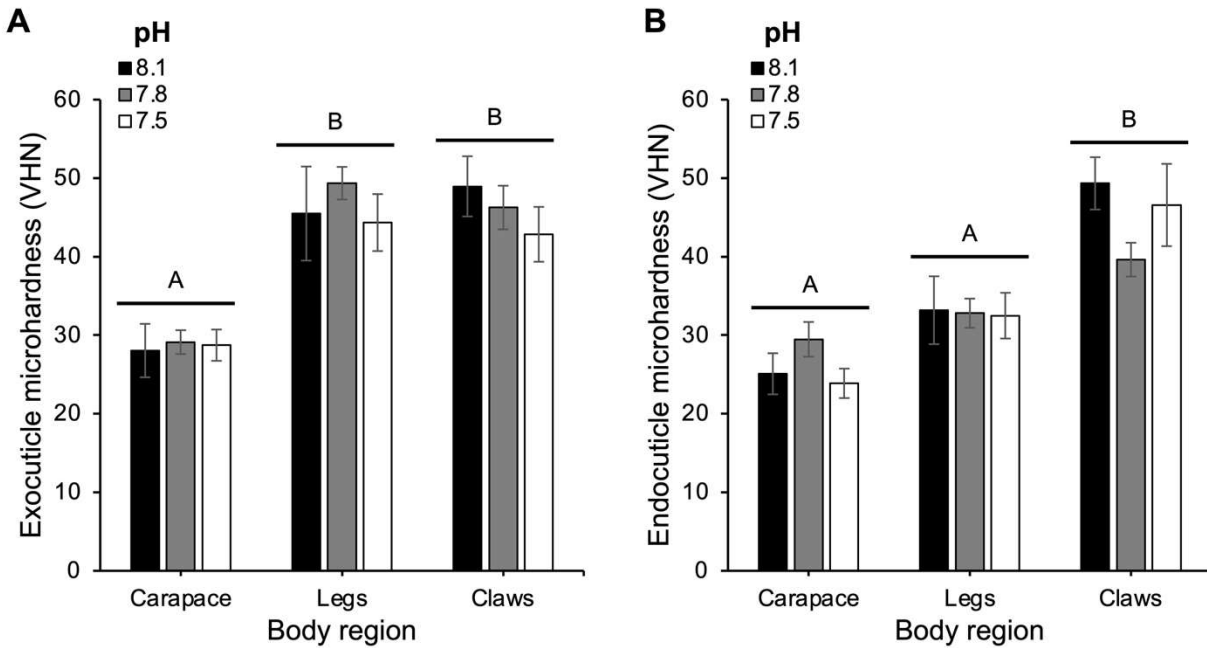 A
pH
8.1
7.8
7.5
Exocuticle microhardness (VHN)
60
50
40
30
20
10
0
A
B
B
Carapace
Legs
Claws
Body region
B
pH
8.1
7.8
7.5
Endocuticle microhardness (VHN)
60
50
40
30
20
10
0
A
A
B
Carapace
Legs
Claws
Body region